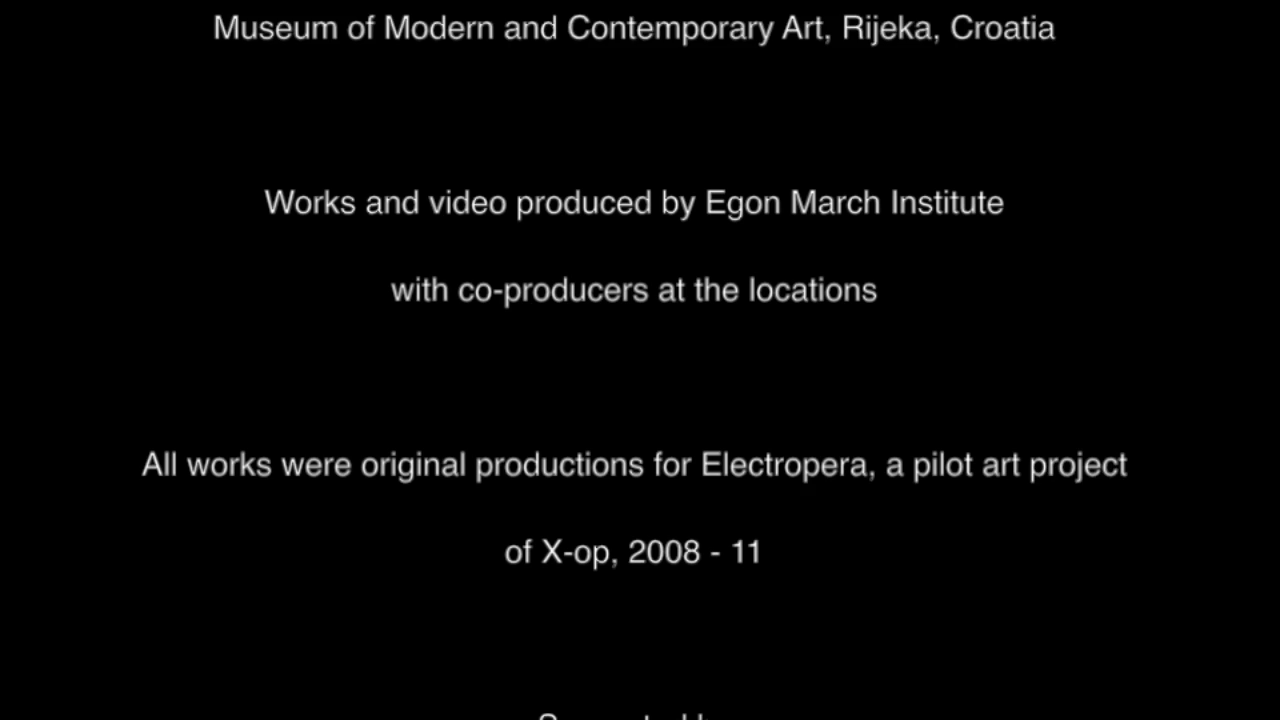 Museum of Modern and Contemporary Art, Rijeka, Croatia
Works and video produced by Egon March Institute
with co-producers at the locations
All works were original productions for Electropera, a pilot art project
of X-op, 2008 - 11